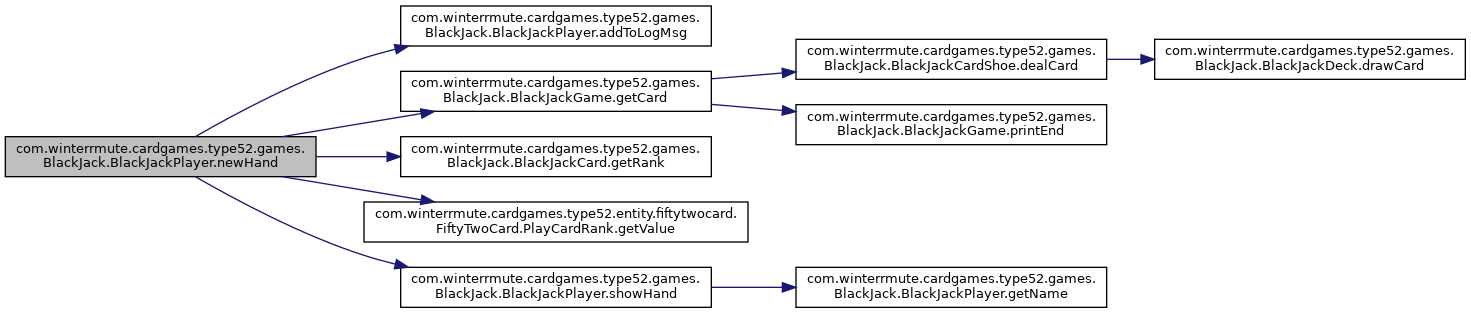 com.winterrmute.cardgames.type52.games.
BlackJack.BlackJackPlayer.newHand
com.winterrmute.cardgames.type52.games.
BlackJack.BlackJackPlayer.addToLogMsg
com.winterrmute.cardgames.type52.games.
BlackJack.BlackJackGame.getCard
com.winterrmute.cardgames.type52.games.
BlackJack.BlackJackCardShoe.dealCard
com.winterrmute.cardgames.type52.games.
BlackJack.BlackJackDeck.drawCard
com.winterrmute.cardgames.type52.games.
BlackJack.BlackJackGame.printEnd
com.winterrmute.cardgames.type52.games.
BlackJack.BlackJackCard.getRank
com.winterrmute.cardgames.type52.entity.fiftytwocard.
FiftyTwoCard.PlayCardRank.getValue
com.winterrmute.cardgames.type52.games.
BlackJack.BlackJackPlayer.showHand
com.winterrmute.cardgames.type52.games.
BlackJack.BlackJackPlayer.getName